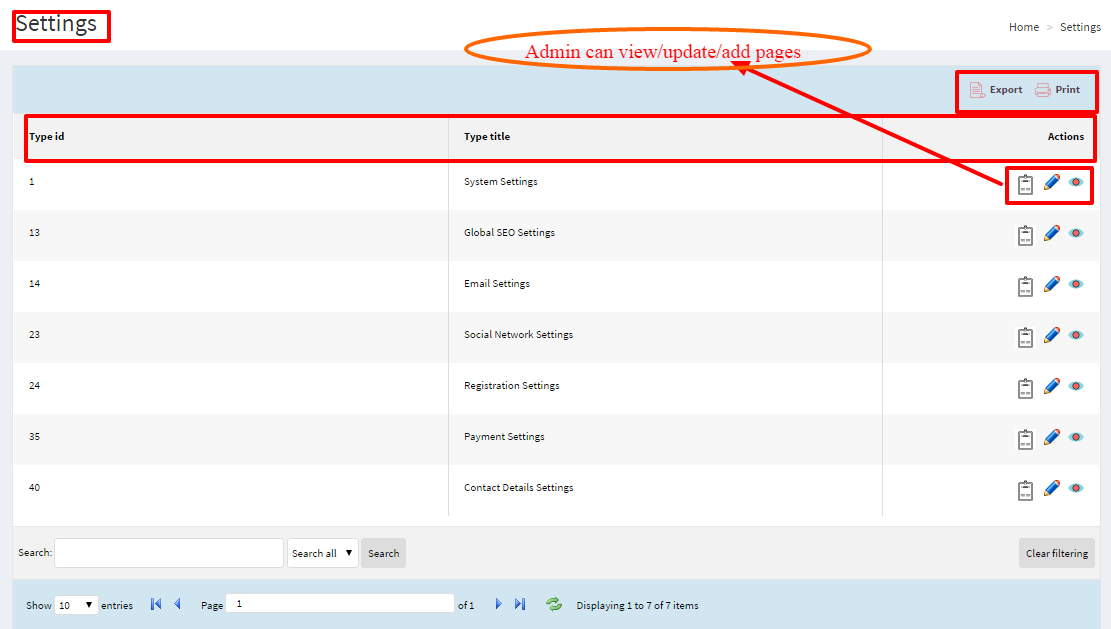 Settings
Home > Settings
Admin can view/update/add pages
Export Print
Type id Type title Actions
1 System Settings
13 Global SEO Settings
14 Email Settings
23 Social Network Settings
24 Registration Settings
35 Payment Settings
40 Contact Details Settings
Search: Search all Search Clear filtering
Show 10 entries Page 1 of 1 Displaying 1 to 7 of 7 items